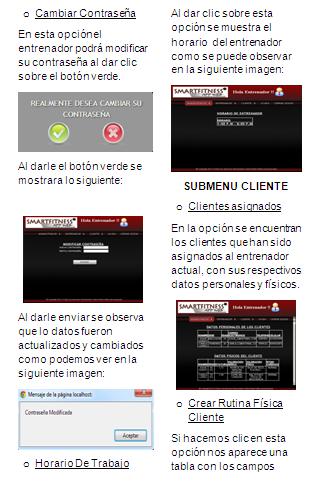 o Cambiar Contraseña
En esta opción el
entrenador podrá modificar
su contraseña al dar clic
sobre el botón verde.
REALMENTE DESEA CAMBIAR SU
CONTRASEÑA
Al darle el botón verde se
mostrara lo siguiente:
SMARTFITNESS
Hola Entrenador !!
MODIFICAR CONTRASEÑA
Al darle enviar se observa
que lo datos fueron
actualizados y cambiados
como podemos ver en la
siguiente imagen:
Mensaje de la página localhost:
Contraseña Modificada
Aceptar
o Horario De Trabajo
Al dar clic sobre esta
opción se muestra el
horario del entrenador
como se puede observar
en la siguiente imagen:
SMARTFITNESS
Hola Entrenador !!
HORARIO DE ENTRENADOR
SUBMENU CLIENTE
o Clientes asignados
En la opción se encuentran
los clientes que han sido
asignados al entrenador
actual, con sus respectivos
datos personales y físicos.
SMARTFITNESS
Hola Entrenador !!
DATOS PERSONALES DE LOS CLIENTES
DATOS FISICOS DEL CLIENTE
o Crear Rutina Física
Cliente
Si hacemos clic en esta
opción nos aparece una
tabla con los campos